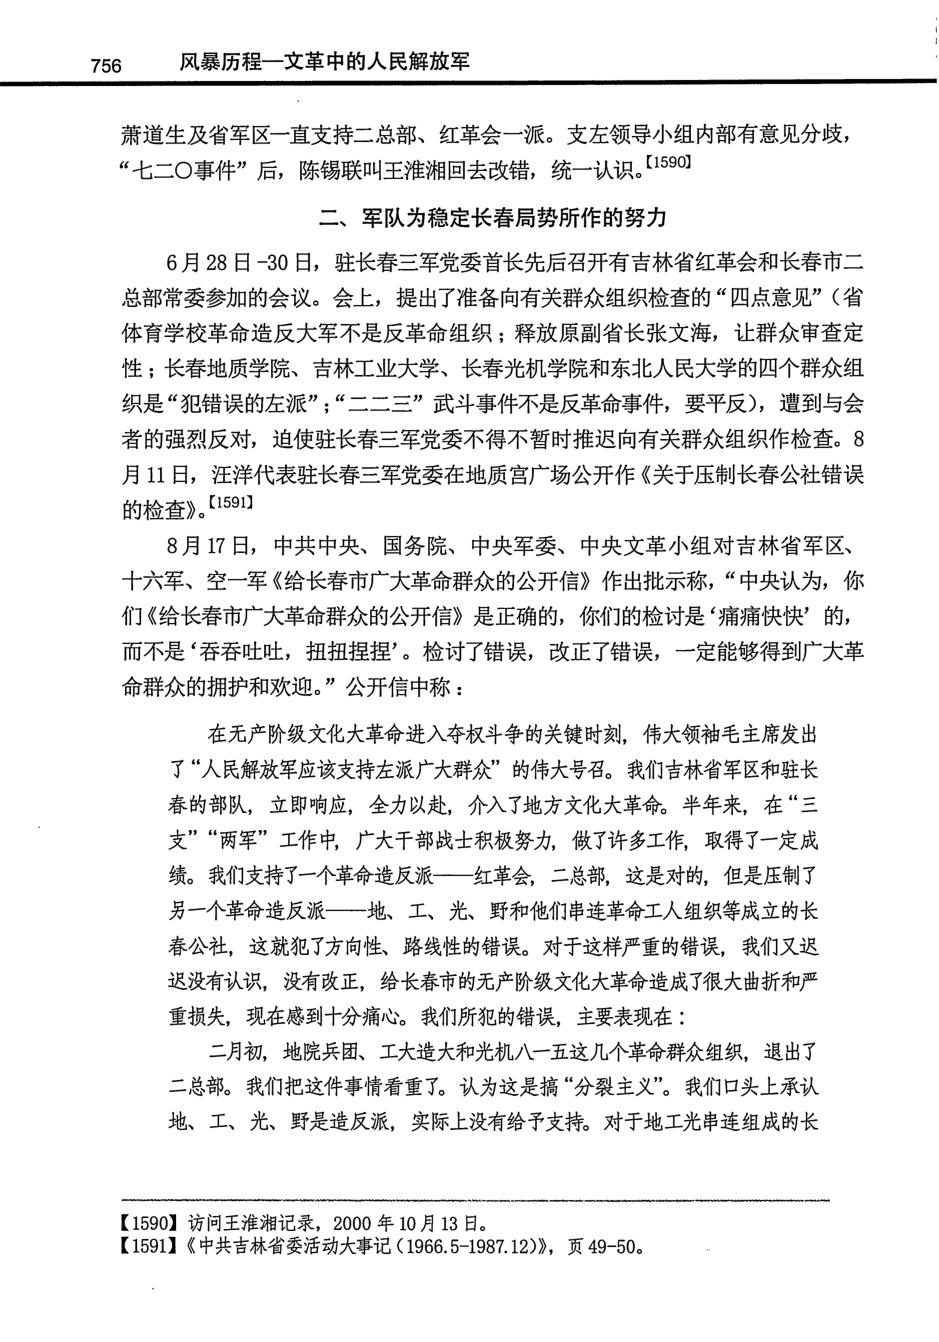 756 风暴历程—文革中的人民解放军
萧道生及省军区一直支持二总部、红革会一派。支左领导小组内部有意见分歧，
“七二〇事件”后，陈锡联叫王淮湘回去改错，统一认识。【1590】
二、军队为稳定长春局势所作的努力
6月28日-30日，驻长春三军党委首长先后召开有吉林省红革会和长春市二
总部常委参加的会议。会上，提出了准备向有关群众组织检查的“四点意见”（省
体育学校革命造反大军不是反革命组织；释放原副省长张文海，让群众审查定
性；长春地质学院、吉林工业大学、长春光机学院和东北人民大学的四个群众组
织是“犯错误的左派”；“二二三”武斗事件不是反革命事件，要平反），遭到与会
者的强烈反对，迫使驻长春三军党委不得不暂时推迟向有关群众组织作检查。8
月11日，汪洋代表驻长春三军党委在地质宫广场公开作《关于压制长春公社错误
的检查》。【1591】
8月17日，中共中央、国务院、中央军委、中央文革小组对吉林省军区、
十六军、空一军《给长春市广大革命群众的公开信》作出批示称，“中央认为，你
们《给长春市广大革命群众的公开信》是正确的，你们的检讨是‘痛痛快快’的，
而不是‘吞吞吐吐，扭扭捏捏’。检讨了错误，改正了错误，一定能够得到广大革
命群众的拥护和欢迎。”公开信中称：
在无产阶级文化大革命进入夺权斗争的关键时刻，伟大领袖毛主席发出
了“人民解放军应该支持左派广大群众”的伟大号召。我们吉林省军区和驻长
春的部队，立即响应，全力以赴，介入了地方文化大革命。半年来，在“三
支”“两军”工作中，广大干部战士积极努力，做了许多工作，取得了一定成
绩。我们支持了一个革命造反派——红革会，二总部，这是对的，但是压制了
另一个革命造反派——地、工、光、野和他们串连革命工人组织等成立的长
春公社，这就犯了方向性、路线性的错误。对于这样严重的错误，我们又迟
迟没有认识，没有改正，给长春市的无产阶级文化大革命造成了很大曲折和严
重损失，现在感到十分痛心。我们所犯的错误，主要表现在：
二月初，地院兵团、工大造大和光机八一五这几个革命群众组织，退出了
二总部。我们把这件事情看重了。认为这是搞“分裂主义”。我们口头上承认
地、工、光、野是造反派，实际上没有给予支持。对于地工光串连组成的长
【1590】访问王淮湘记录，2000年10月13日。
【1591】《中共吉林省委活动大事记（1966.5-1987.12）》，页49-50。